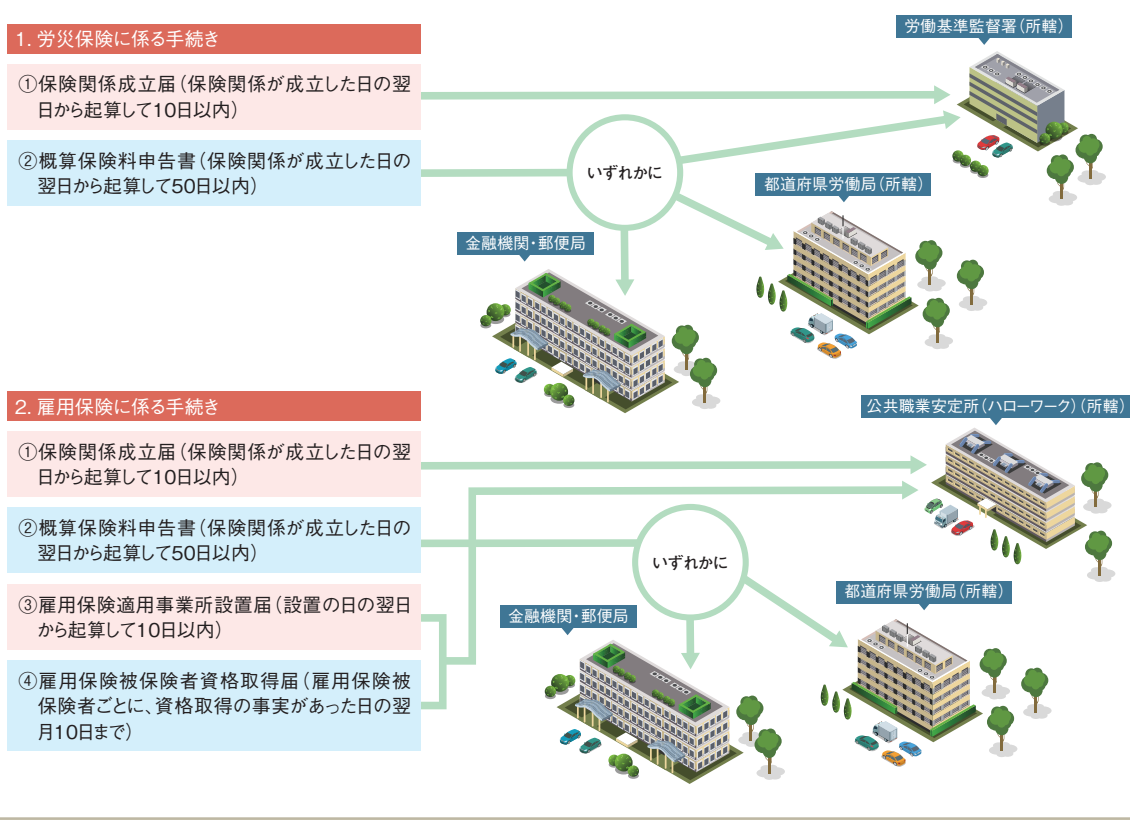 1. 労災保険に係る手続き
①保険関係成立届(保険関係が成立した日の翌
日から起算して10日以内)
②概算保険料申告書(保険関係が成立した日の
翌日から起算して50日以内)
いずれかに
労働基準監督署(所轄)
都道府県労働局(所轄)
金融機関・郵便局
2. 雇用保険に係る手続き
①保険関係成立届(保険関係が成立した日の翌
日から起算して10日以内)
②概算保険料申告書(保険関係が成立した日の
翌日から起算して50日以内)
③雇用保険適用事業所設置届(設置の日の翌日
から起算して10日以内)
④雇用保険被保険者資格取得届(雇用保険被
保険者ごとに、資格取得の事実があった日の翌
月10日まで)
公共職業安定所(ハローワーク)(所轄)
いずれかに
都道府県労働局(所轄)
金融機関・郵便局